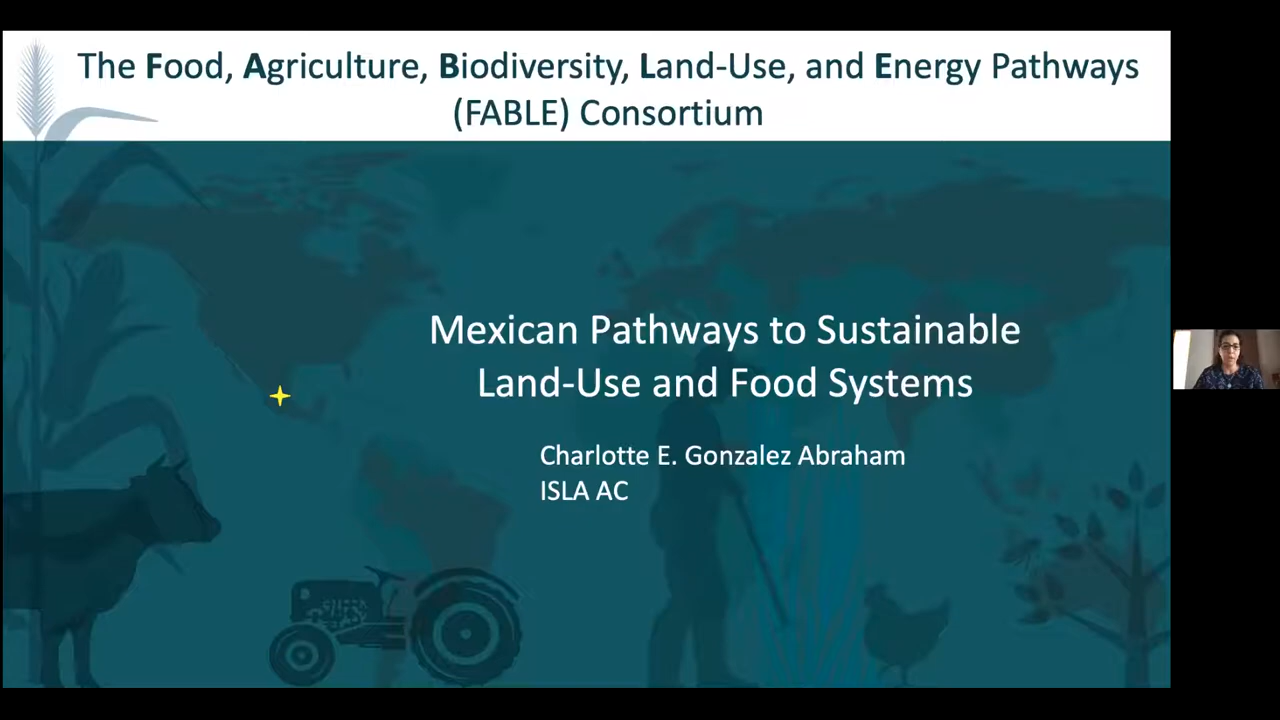 The Food, Agriculture, Biodiversity, Land-Use, and Energy Pathways
(FABLE) Consortium
Mexican Pathways to Sustainable
Land-Use and Food Systems
Charlotte E. Gonzalez Abraham
ISLA AC